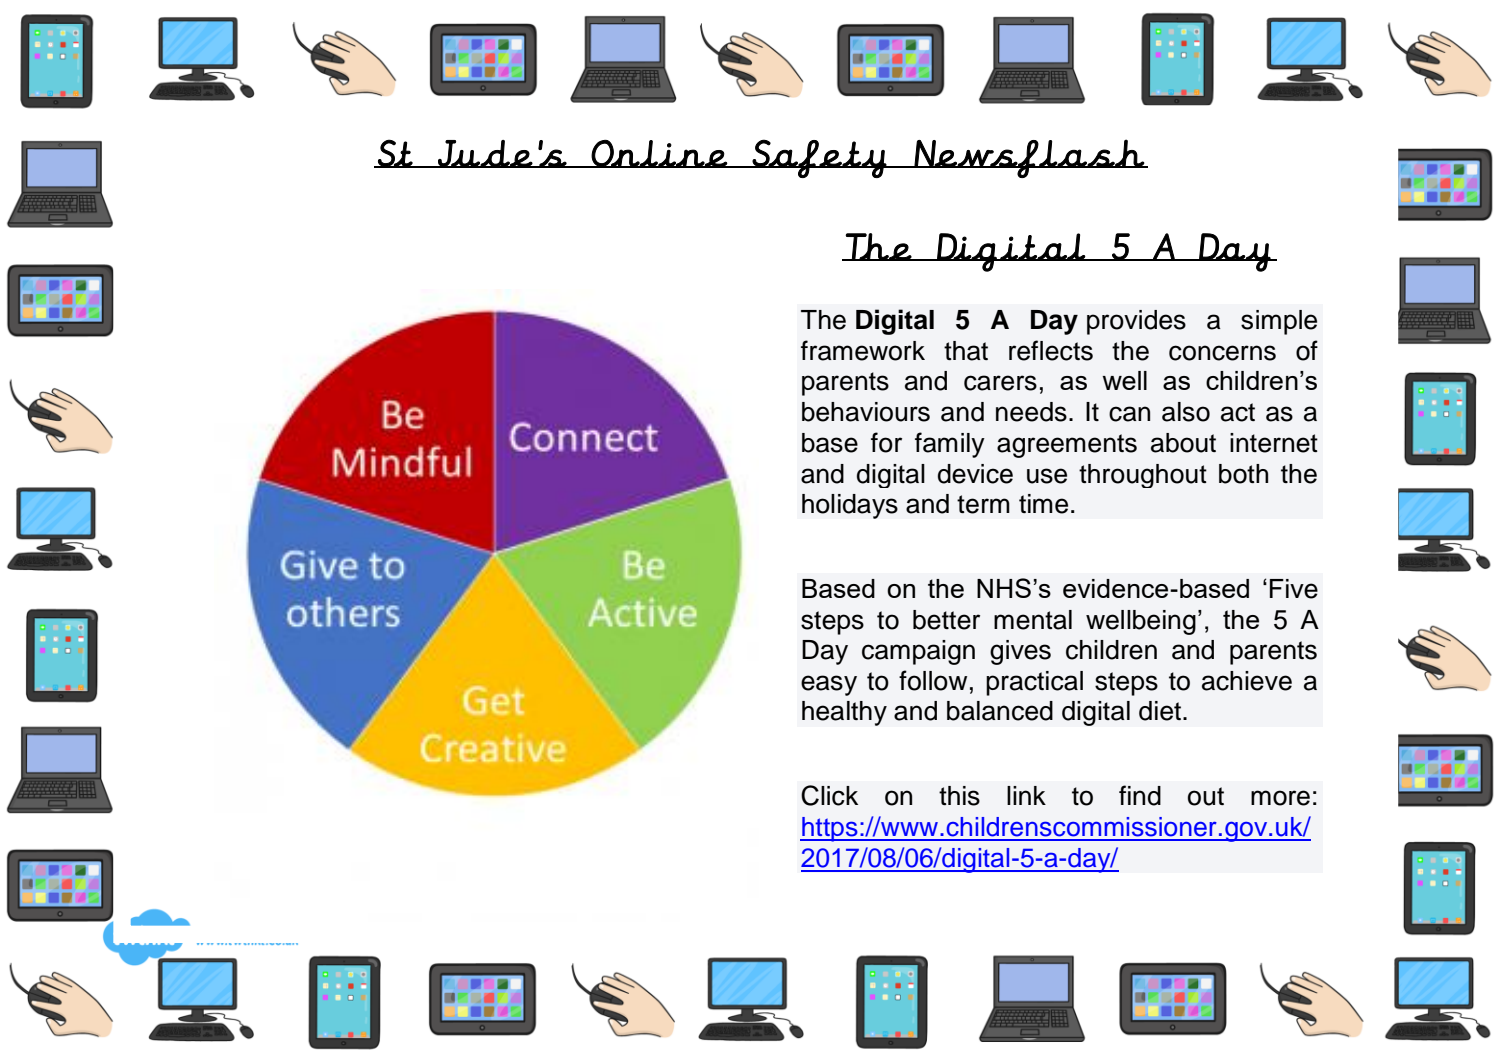 St Jude's Online Safety Newsflash
The Digital 5 A Day
Be
Mindful
Connect
Give to
others
Be
Active
Get
Creative
The Digital 5 A Day provides a simple
framework that reflects the concerns of
parents and carers, as well as children’s
behaviours and needs. It can also act as a
base for family agreements about internet
and digital device use throughout both the
holidays and term time.
Based on the NHS’s evidence-based ‘Five
steps to better mental wellbeing’, the 5 A
Day campaign gives children and parents
easy to follow, practical steps to achieve a
healthy and balanced digital diet.
Click on this link to find out more:
https://www.childrenscommissioner.gov.uk/
2017/08/06/digital-5-a-day/